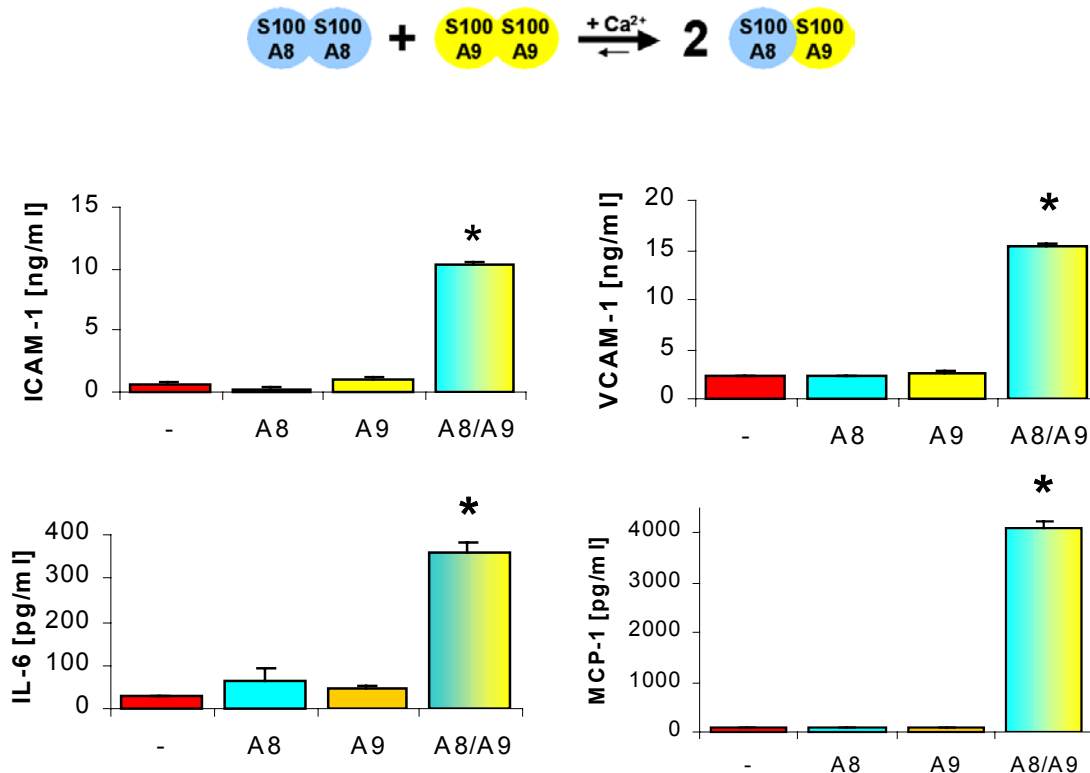 S100 A8 S100 A8 + S100 A9 S100 A9 + Ca²⁺ 2 S100 A8 S100 A9
ICAM-1 [ng/ml]
15
10
5
0
- A8 A9 A8/A9
*
VCAM-1 [ng/ml]
20
15
10
5
0
- A8 A9 A8/A9
*
IL-6 [pg/ml]
400
300
200
100
0
- A8 A9 A8/A9
*
MCP-1 [pg/ml]
4000
3000
2000
1000
0
- A8 A9 A8/A9
*